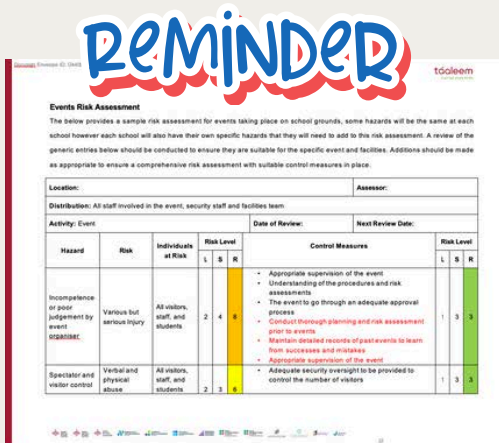 REMINDER
taaleem
Events Risk Assessment
The below provides a sample risk assessment for events taking place on school grounds, some hazards will be the same at each
school however each school will also have their own specific hazards that they will need to add to this risk assessment. A review of the
generic entries below should be conducted to ensure they are suitable for the specific event and facilities. Additions should be made
as appropriate to ensure a comprehensive risk assessment with suitable control measures in place.
Location:
Assessor:
Distribution: All staff involved in the event, security staff and facilities team
Activity: Event
Date of Review:
Next Review Date:
Hazard
Risk
Individuals
at Risk
Risk Level
L S R
Control Measures
Risk Level
L S R
Incompetence
or poor
judgement by
event
organiser
Various but
serious injury
All visitors,
staff, and
students
2 4 8
• Appropriate supervision of the event
• Understanding of the procedures and risk
assessments
• The event to go through an adequate approval
process
• Conduct thorough planning and risk assessment
prior to events
• Maintain detailed records of past events to learn
from successes and mistakes
• Appropriate supervision of the event
1 3 3
Spectator and
visitor control
Verbal and
physical
abuse
All visitors,
staff, and
students
2 3 6
• Adequate security oversight to be provided to
control the number of visitors
1 3 3